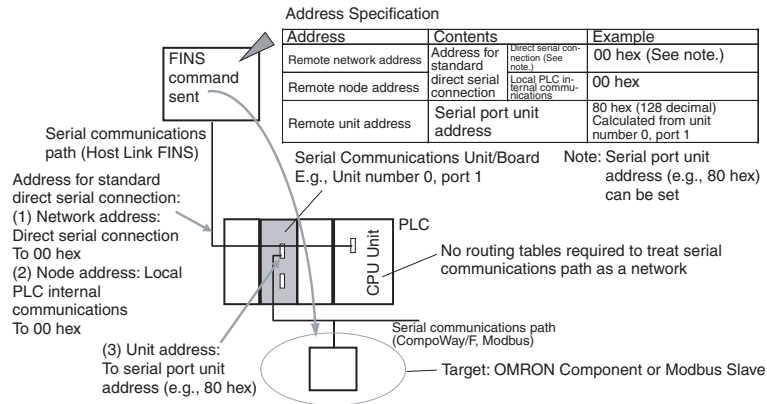 Address Specification
Address Contents Example
Remote network address Address for standard direct serial connection Direct serial con-
nection (See
note.) 00 hex (See note.)
Remote node address Local PLC in-
ternal commu-
nications 00 hex
Remote unit address Serial port unit
address 80 hex (128 decimal)
Calculated from unit
number 0, port 1
FINS
command
sent
Serial communications
path (Host Link FINS)
Serial Communications Unit/Board
E.g., Unit number 0, port 1
Note: Serial port unit
address (e.g., 80 hex)
can be set
Address for standard
direct serial connection:
(1) Network address:
Direct serial connection
To 00 hex
(2) Node address: Local
PLC internal
communications
To 00 hex
PLC
CPU Unit
No routing tables required to treat serial
communications path as a network
Serial communications path
(CompoWay/F, Modbus)
(3) Unit address:
To serial port unit
address (e.g., 80 hex)
Target: OMRON Component or Modbus Slave